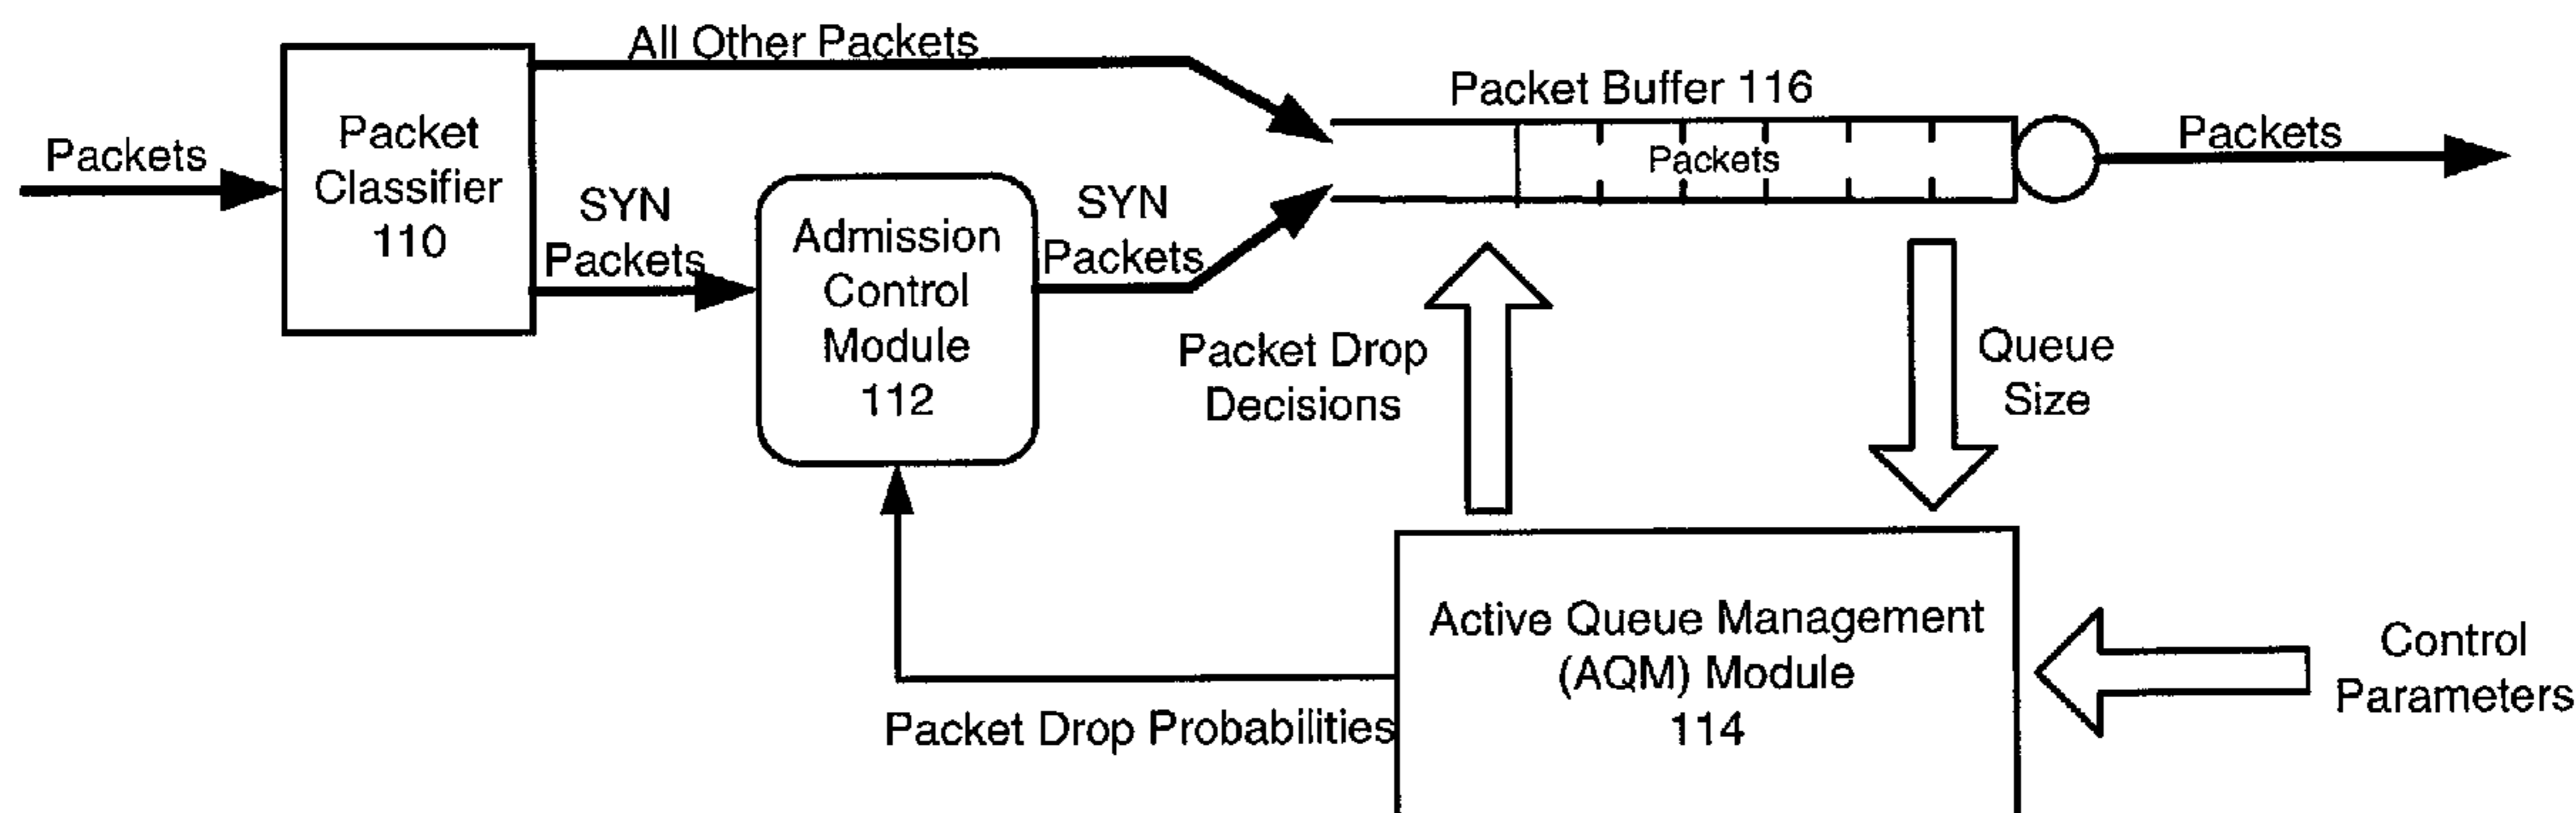 All Other Packets
Packet Buffer 116
Packets
Packet
Classifier
110
Packets
Packets
SYN
Packets
Admission
Control
Module
112
SYN
Packets
Packet Drop
Decisions
Queue
Size
Active Queue Management
(AQM) Module
114
Control
Parameters
Packet Drop Probabilities